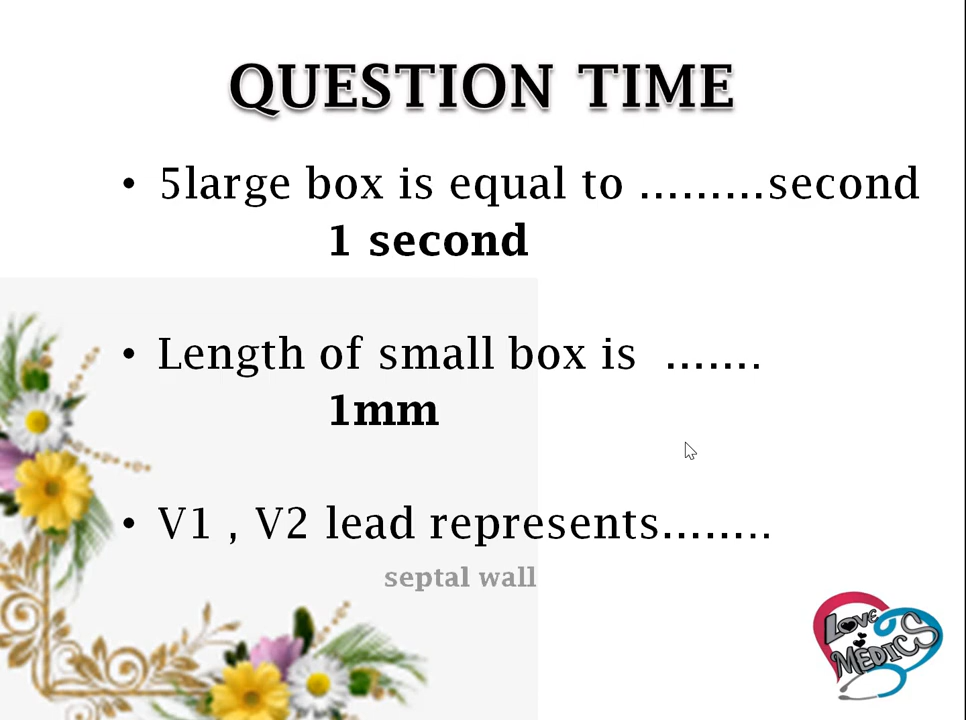 QUESTION TIME
• 5large box is equal to .........second
1 second
• Length of small box is .......
1mm
• V1 , V2 lead represents........
septal wall
LOVE
MEDICS